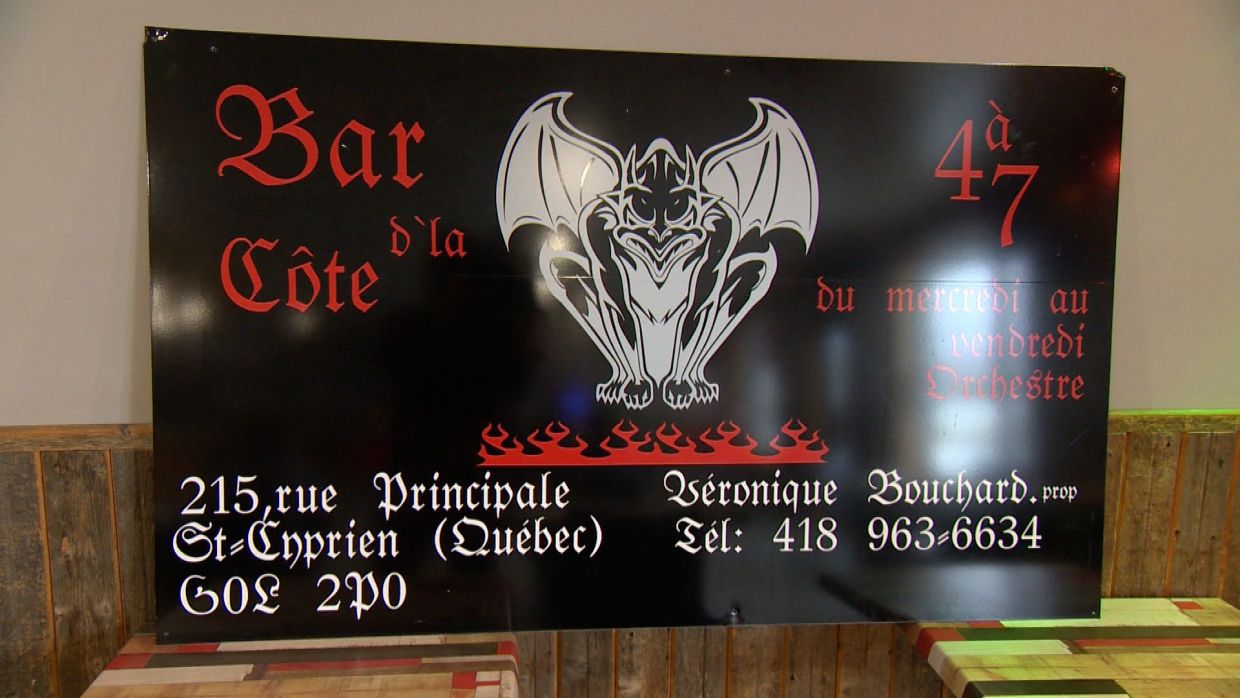 Bar
d`la
Côte
4 à 7
du mercredi au
vendredi
Orchestre
215, rue Principale
St-Cyprien (Québec)
G0L 2P0
Véronique Bouchard. prop
Tél: 418 963-6634